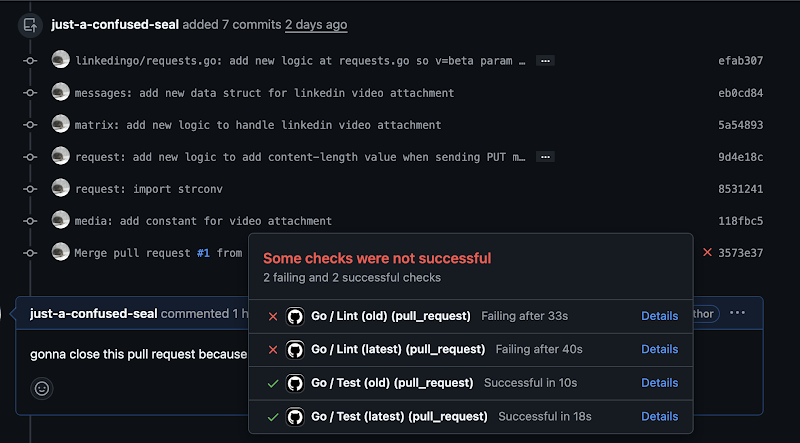 just-a-confused-seal added 7 commits 2 days ago
linkedingo/requests.go: add new logic at requests.go so v=beta param … efab307
messages: add new data struct for linkedin video attachment eb0cd84
matrix: add new logic to handle linkedin video attachment 5a54893
request: add new logic to add content-length value when sending PUT m… 9d4e18c
request: import strconv 8531241
media: add constant for video attachment 118fbc5
Merge pull request #1 from 3573e37
Some checks were not successful
2 failing and 2 successful checks
Go / Lint (old) (pull_request) Failing after 33s Details
Go / Lint (latest) (pull_request) Failing after 40s Details
Go / Test (old) (pull_request) Successful in 10s Details
Go / Test (latest) (pull_request) Successful in 18s Details
just-a-confused-seal commented 1
gonna close this pull request because